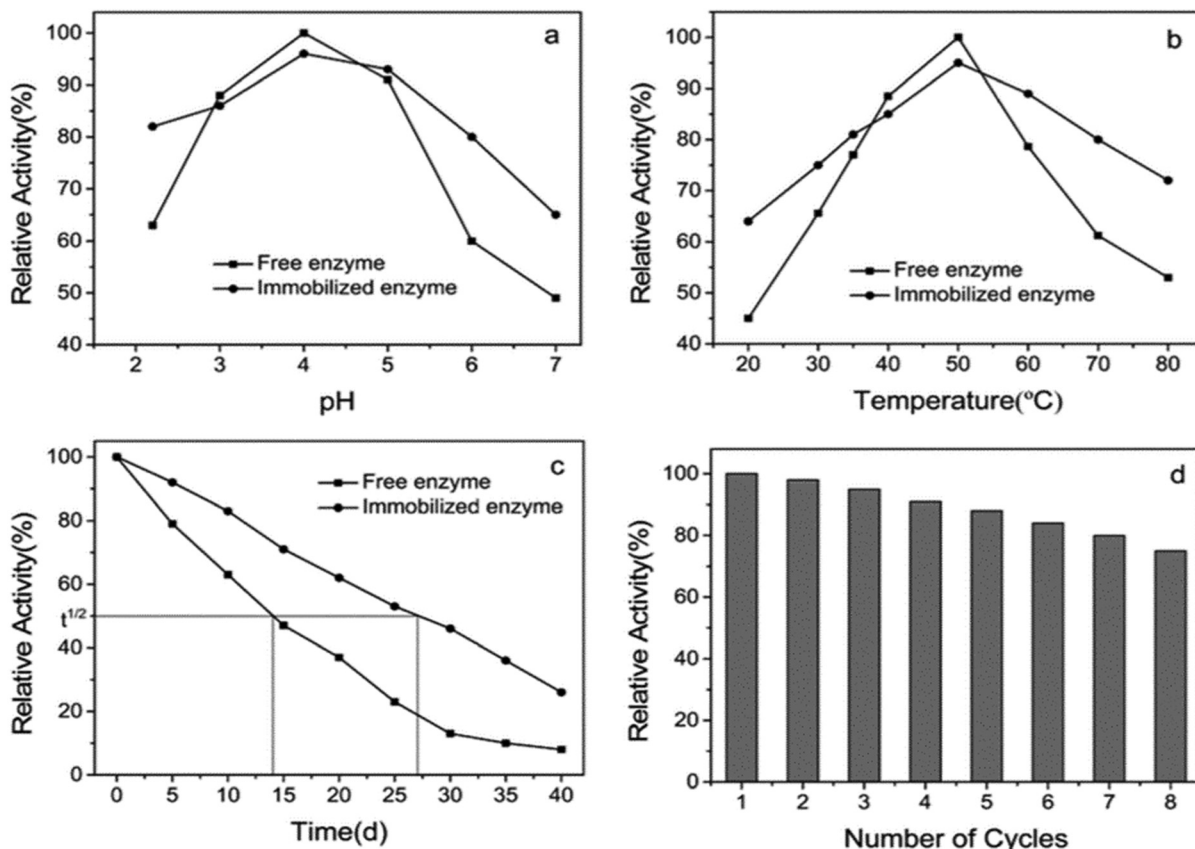 a
100
90
80
70
60
50
40
Relative Activity(%)
Free enzyme
Immobilized enzyme
2 3 4 5 6 7
pH
b
100
90
80
70
60
50
40
Relative Activity(%)
Free enzyme
Immobilized enzyme
20 30 40 50 60 70 80
Temperature(ºC)
c
100
80
60
t1/2
40
20
0
Relative Activity(%)
Free enzyme
Immobilized enzyme
0 5 10 15 20 25 30 35 40
Time(d)
d
100
80
60
40
20
0
Relative Activity(%)
1 2 3 4 5 6 7 8
Number of Cycles